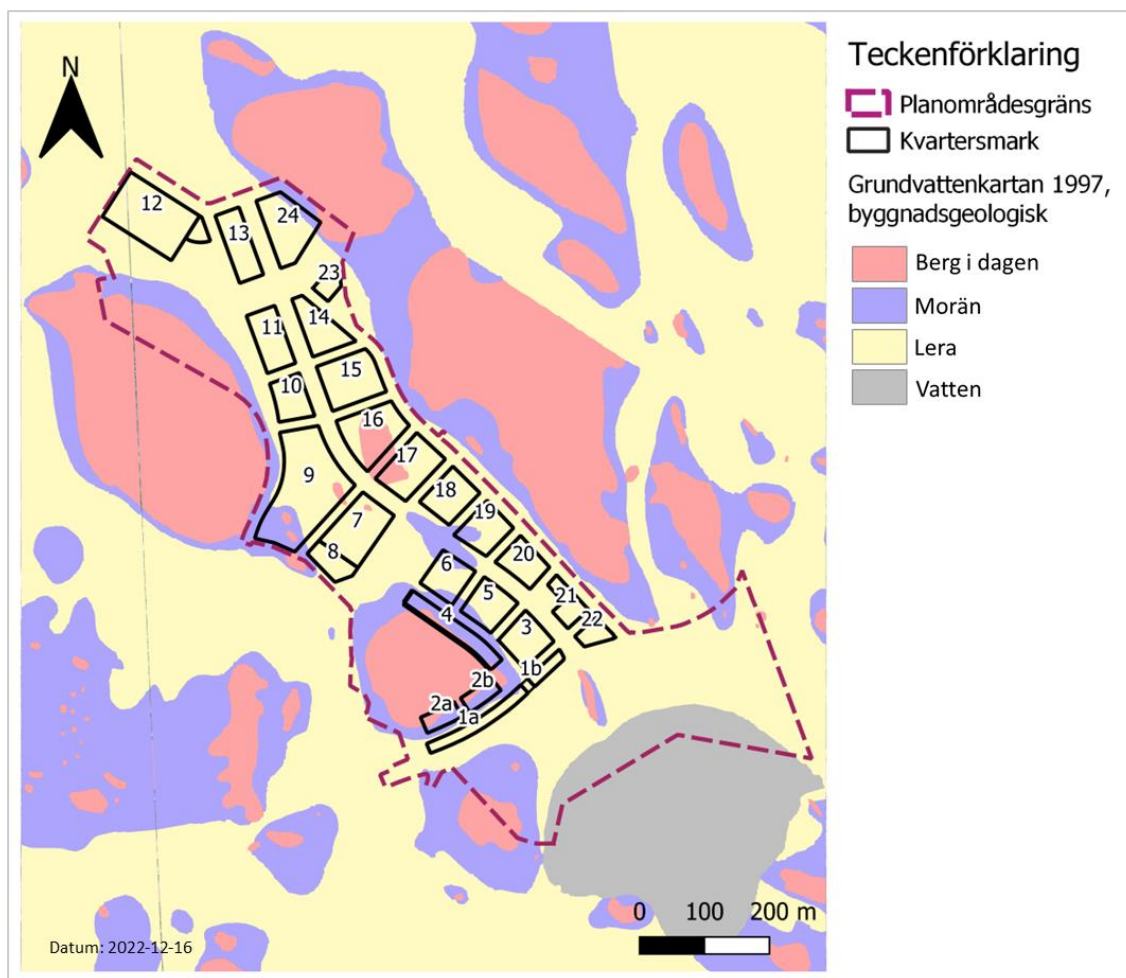 Teckenförklaring
Planområdesgräns
Kvartersmark
Grundvattenkartan 1997,
byggnadsgeologisk
Berg i dagen
Morän
Lera
Vatten
N
12
13
24
23
11
14
10
15
16
9
17
7
18
8
19
6
20
5
21
4
22
3
1b
2b
2a
1a
0 100 200 m
Datum: 2022-12-16